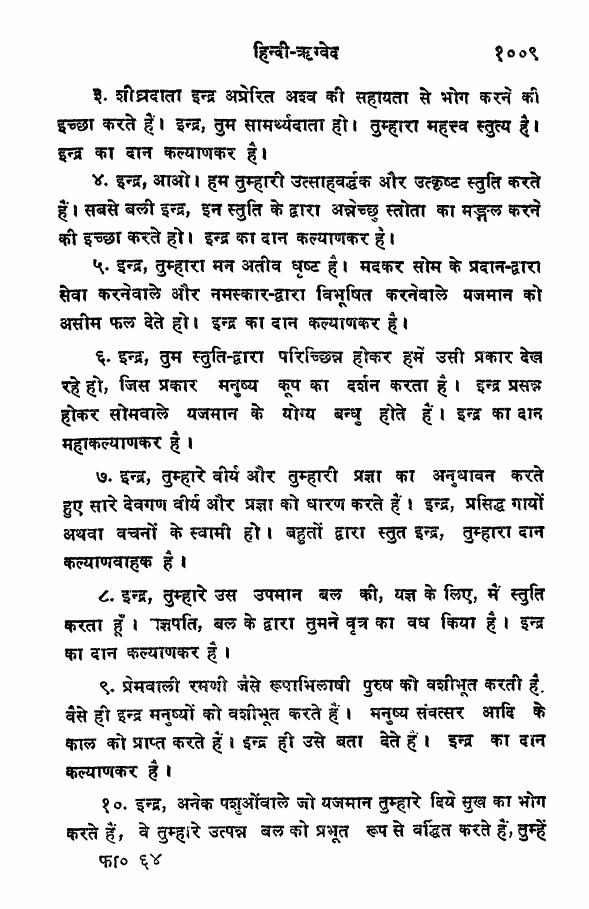 हिन्दी-ऋग्वेद १००९
३. शीघ्रदाता इन्द्र अप्रेरित अश्व की सहायता से भोग करने की
इच्छा करते हैं। इन्द्र, तुम सामर्थ्यदाता हो। तुम्हारा महत्त्व स्तुत्य है।
इन्द्र का दान कल्याणकर है।
४. इन्द्र, आओ। हम तुम्हारी उत्साहवर्द्धक और उत्कृष्ट स्तुति करते
हैं। सबसे बली इन्द्र, इन स्तुति के द्वारा अन्नेच्छु स्तोता का मङ्गल करने
की इच्छा करते हो। इन्द्र का दान कल्याणकर है।
५. इन्द्र, तुम्हारा मन अतीव धृष्ट है। मदकर सोम के प्रदान-द्वारा
सेवा करनेवाले और नमस्कार-द्वारा विभूषित करनेवाले यजमान को
असीम फल देते हो। इन्द्र का दान कल्याणकर है।
६. इन्द्र, तुम स्तुति-द्वारा परिच्छिन्न होकर हमें उसी प्रकार देख
रहे हो, जिस प्रकार मनुष्य कूप का दर्शन करता है। इन्द्र प्रसन्न
होकर सोमवाले यजमान के योग्य बन्धु होते हैं। इन्द्र का दान
महाकल्याणकर है।
७. इन्द्र, तुम्हारे वीर्य और तुम्हारी प्रज्ञा का अनुधावन करते
हुए सारे देवगण वीर्य और प्रज्ञा को धारण करते हैं। इन्द्र, प्रसिद्ध गायों
अथवा वचनों के स्वामी हो। बहुतों द्वारा स्तुत इन्द्र, तुम्हारा दान
कल्याणवाहक है।
८. इन्द्र, तुम्हारे उस उपमान बल की, यज्ञ के लिए, मैं स्तुति
करता हूँ। बल के द्वारा तुमने वृत्र का वध किया है। इन्द्र
का दान कल्याणकर है।
९. प्रेमवाली रमणी जैसे रूपाभिलाषी पुरुष को वशीभूत करती है,
वैसे ही इन्द्र मनुष्यों को वशीभूत करते हैं। मनुष्य संवत्सर आदि के
काल को प्राप्त करते हैं। इन्द्र ही उसे बता देते हैं। इन्द्र का दान
कल्याणकर है।
१०. इन्द्र, अनेक पशुओंवाले जो यजमान तुम्हारे दिये सुख का भोग
करते हैं, वे तुम्हारे उत्पन्न बल को प्रभूत रूप से वर्द्धित करते हैं, तुम्हें
फा० ६४